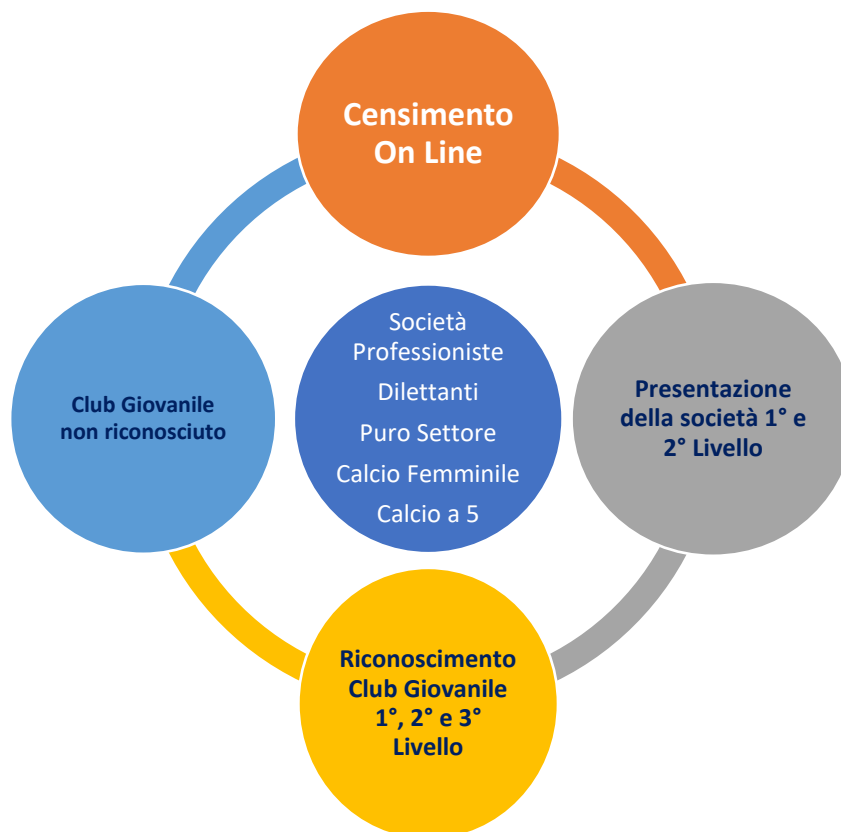 Censimento
On Line
Società
Professioniste
Dilettanti
Puro Settore
Calcio Femminile
Calcio a 5
Club Giovanile
non riconosciuto
Presentazione
della società 1° e
2° Livello
Riconoscimento
Club Giovanile
1°, 2° e 3°
Livello